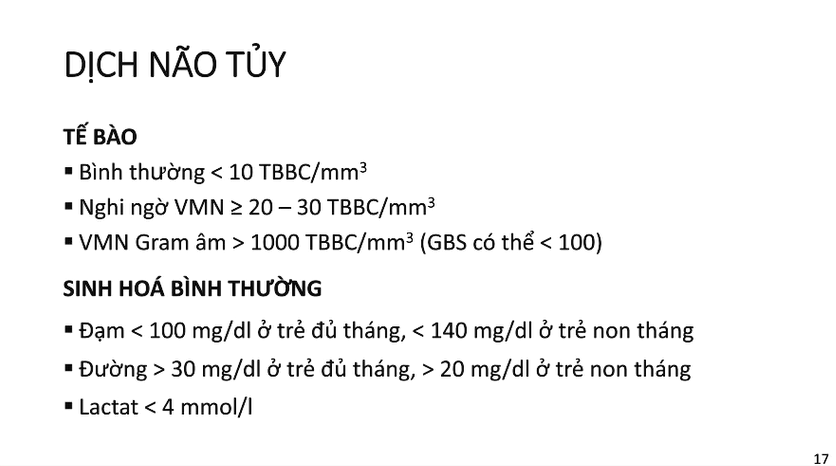 DỊCH NÃO TỦY
TẾ BÀO
▪ Bình thường < 10 TBBC/mm³
▪ Nghi ngờ VMN ≥ 20 – 30 TBBC/mm³
▪ VMN Gram âm > 1000 TBBC/mm³ (GBS có thể < 100)
SINH HOÁ BÌNH THƯỜNG
▪ Đạm < 100 mg/dl ở trẻ đủ tháng, < 140 mg/dl ở trẻ non tháng
▪ Đường > 30 mg/dl ở trẻ đủ tháng, > 20 mg/dl ở trẻ non tháng
▪ Lactat < 4 mmol/l
17